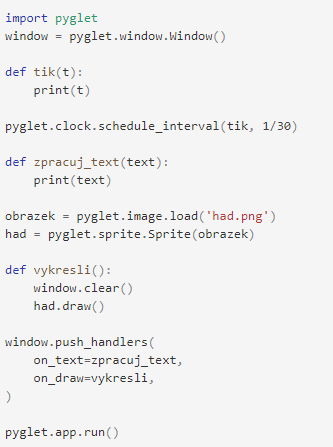 import pyglet
window = pyglet.window.Window()

def tik(t):
    print(t)

pyglet.clock.schedule_interval(tik, 1/30)

def zpracuj_text(text):
    print(text)

obrazek = pyglet.image.load('had.png')
had = pyglet.sprite.Sprite(obrazek)

def vykresli():
    window.clear()
    had.draw()

window.push_handlers(
    on_text=zpracuj_text,
    on_draw=vykresli,
)

pyglet.app.run()